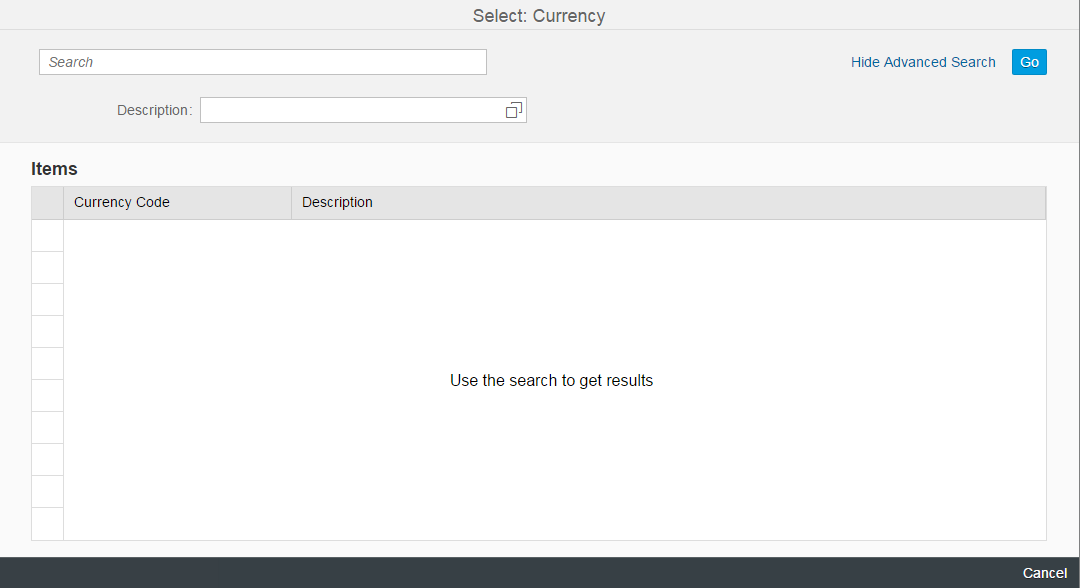 Select: Currency
Search
Hide Advanced Search
Go
Description:
Items
Currency Code
Description
Use the search to get results
Cancel